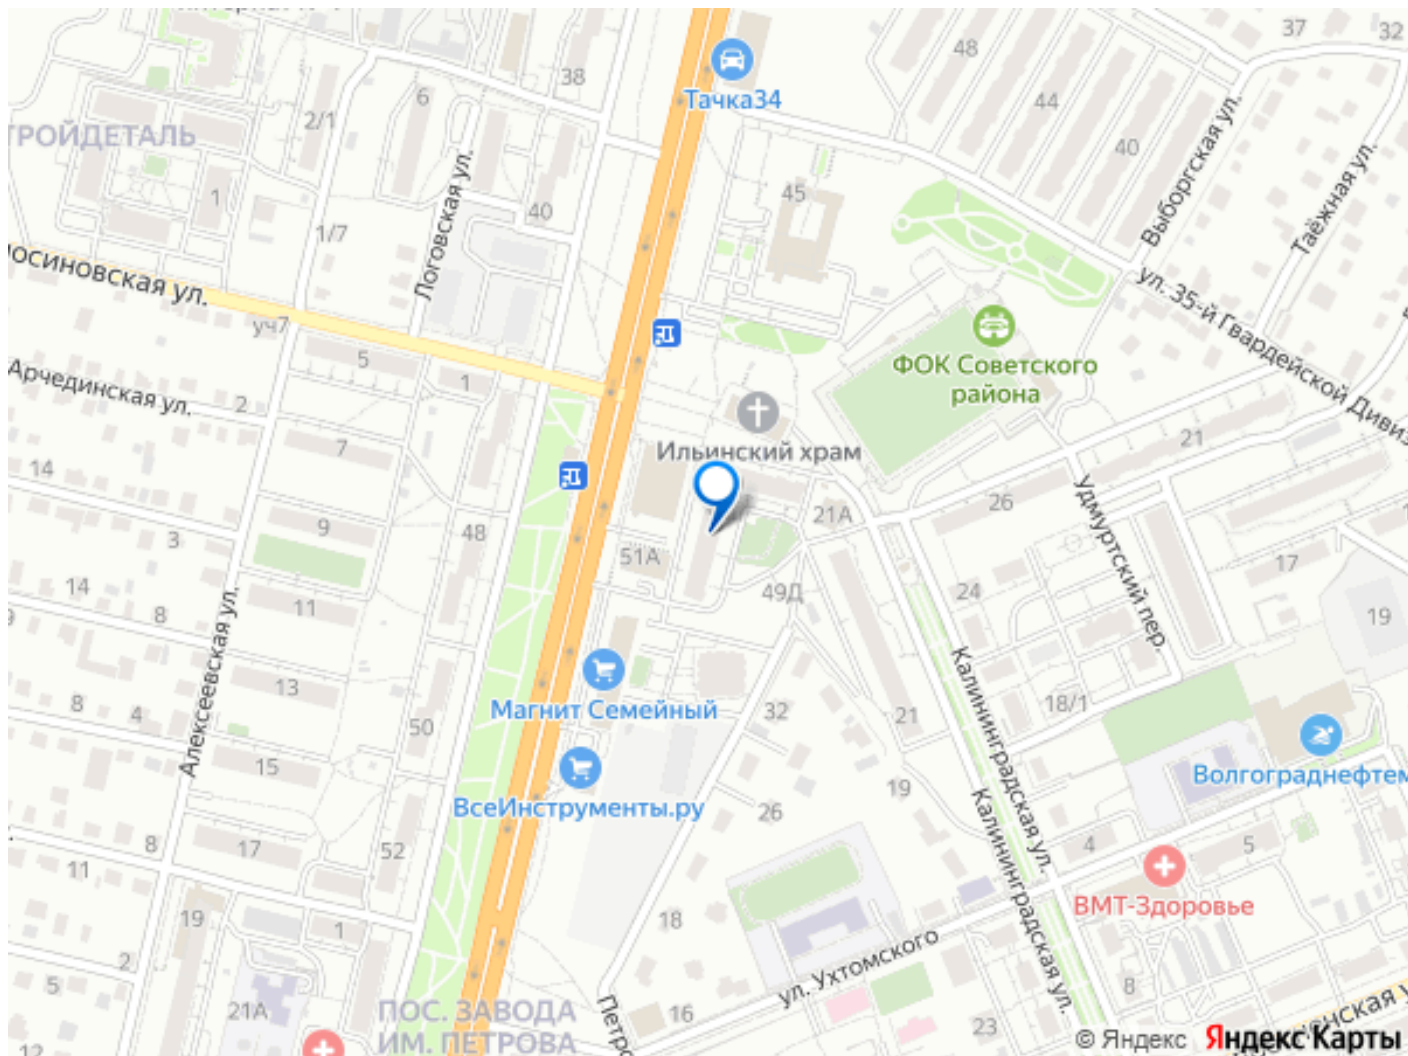 37
32
48
38
Тачка34
6
2/1
44
ТРОЙДЕТАЛЬ
40
Выборгская ул.
Таёжная ул.
1
45
40
Логовская ул.
1/7
лосиновская ул.
ул. 35-й Гвардейской Дивиз
уч7
5
1
ФОК Советского
района
Арчединская ул.
2
7
Ильинский храм
21
14
26
21А
9
48
3
51А
Удмуртский пер.
17
14
49Д
24
11
8
19
Алексеевская ул.
Калининградская ул.
13
Магнит Семейный
32
21
18/1
8
4
50
15
ВсеИнструменты.ру
26
19
Волгограднефтем
Калининградская ул.
8
17
52
4
5
11
ВМТ-Здоровье
19
1
18
ул. Ухтомского
2
5
21А
ПОС. ЗАВОДА
ИМ. ПЕТРОВА
Петро
16
23
8
енская у
© Яндекс Яндекс Карты